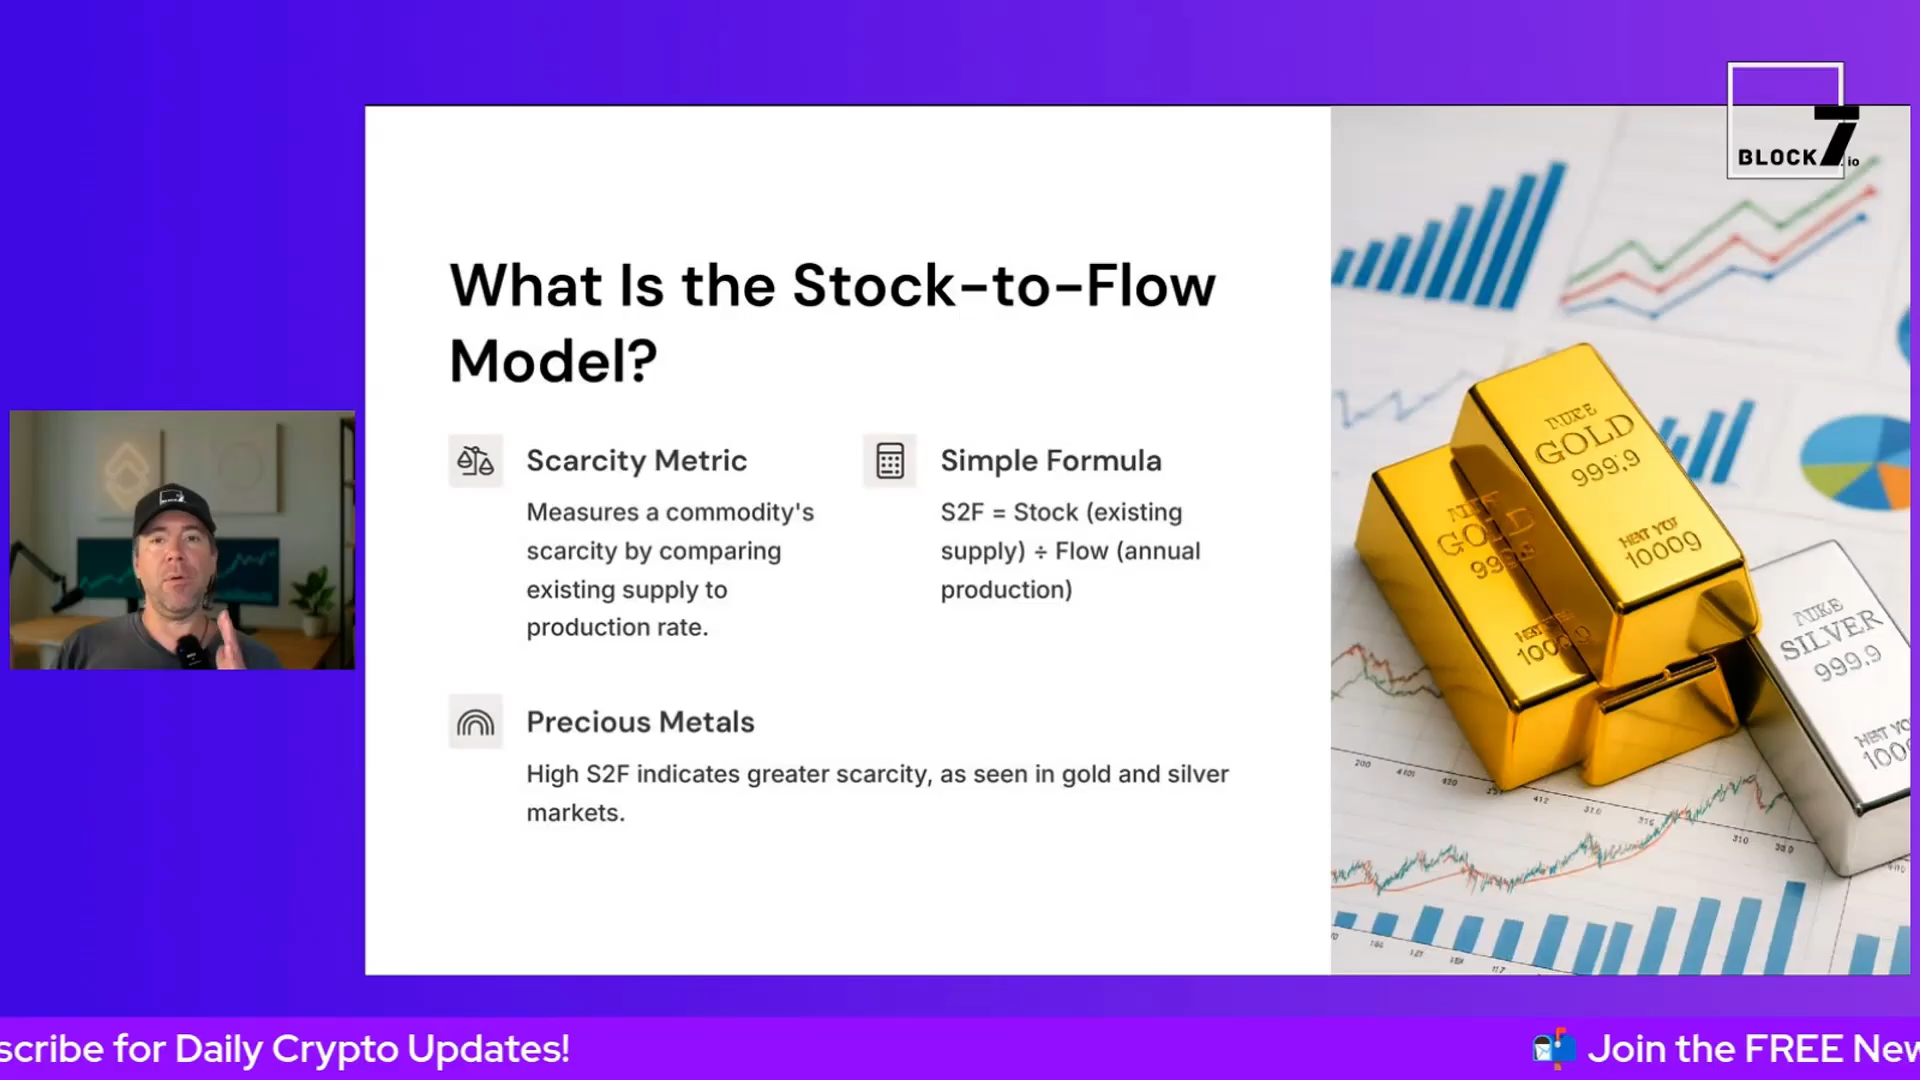 BLOCK7.io
What Is the Stock-to-Flow
Model?
Scarcity Metric
Measures a commodity's
scarcity by comparing
existing supply to
production rate.
Simple Formula
S2F = Stock (existing
supply) ÷ Flow (annual
production)
Precious Metals
High S2F indicates greater scarcity, as seen in gold and silver
markets.
GOLD
999.9
1000g
GOLD
SILVER
999.9
scribe for Daily Crypto Updates!
Join the FREE New